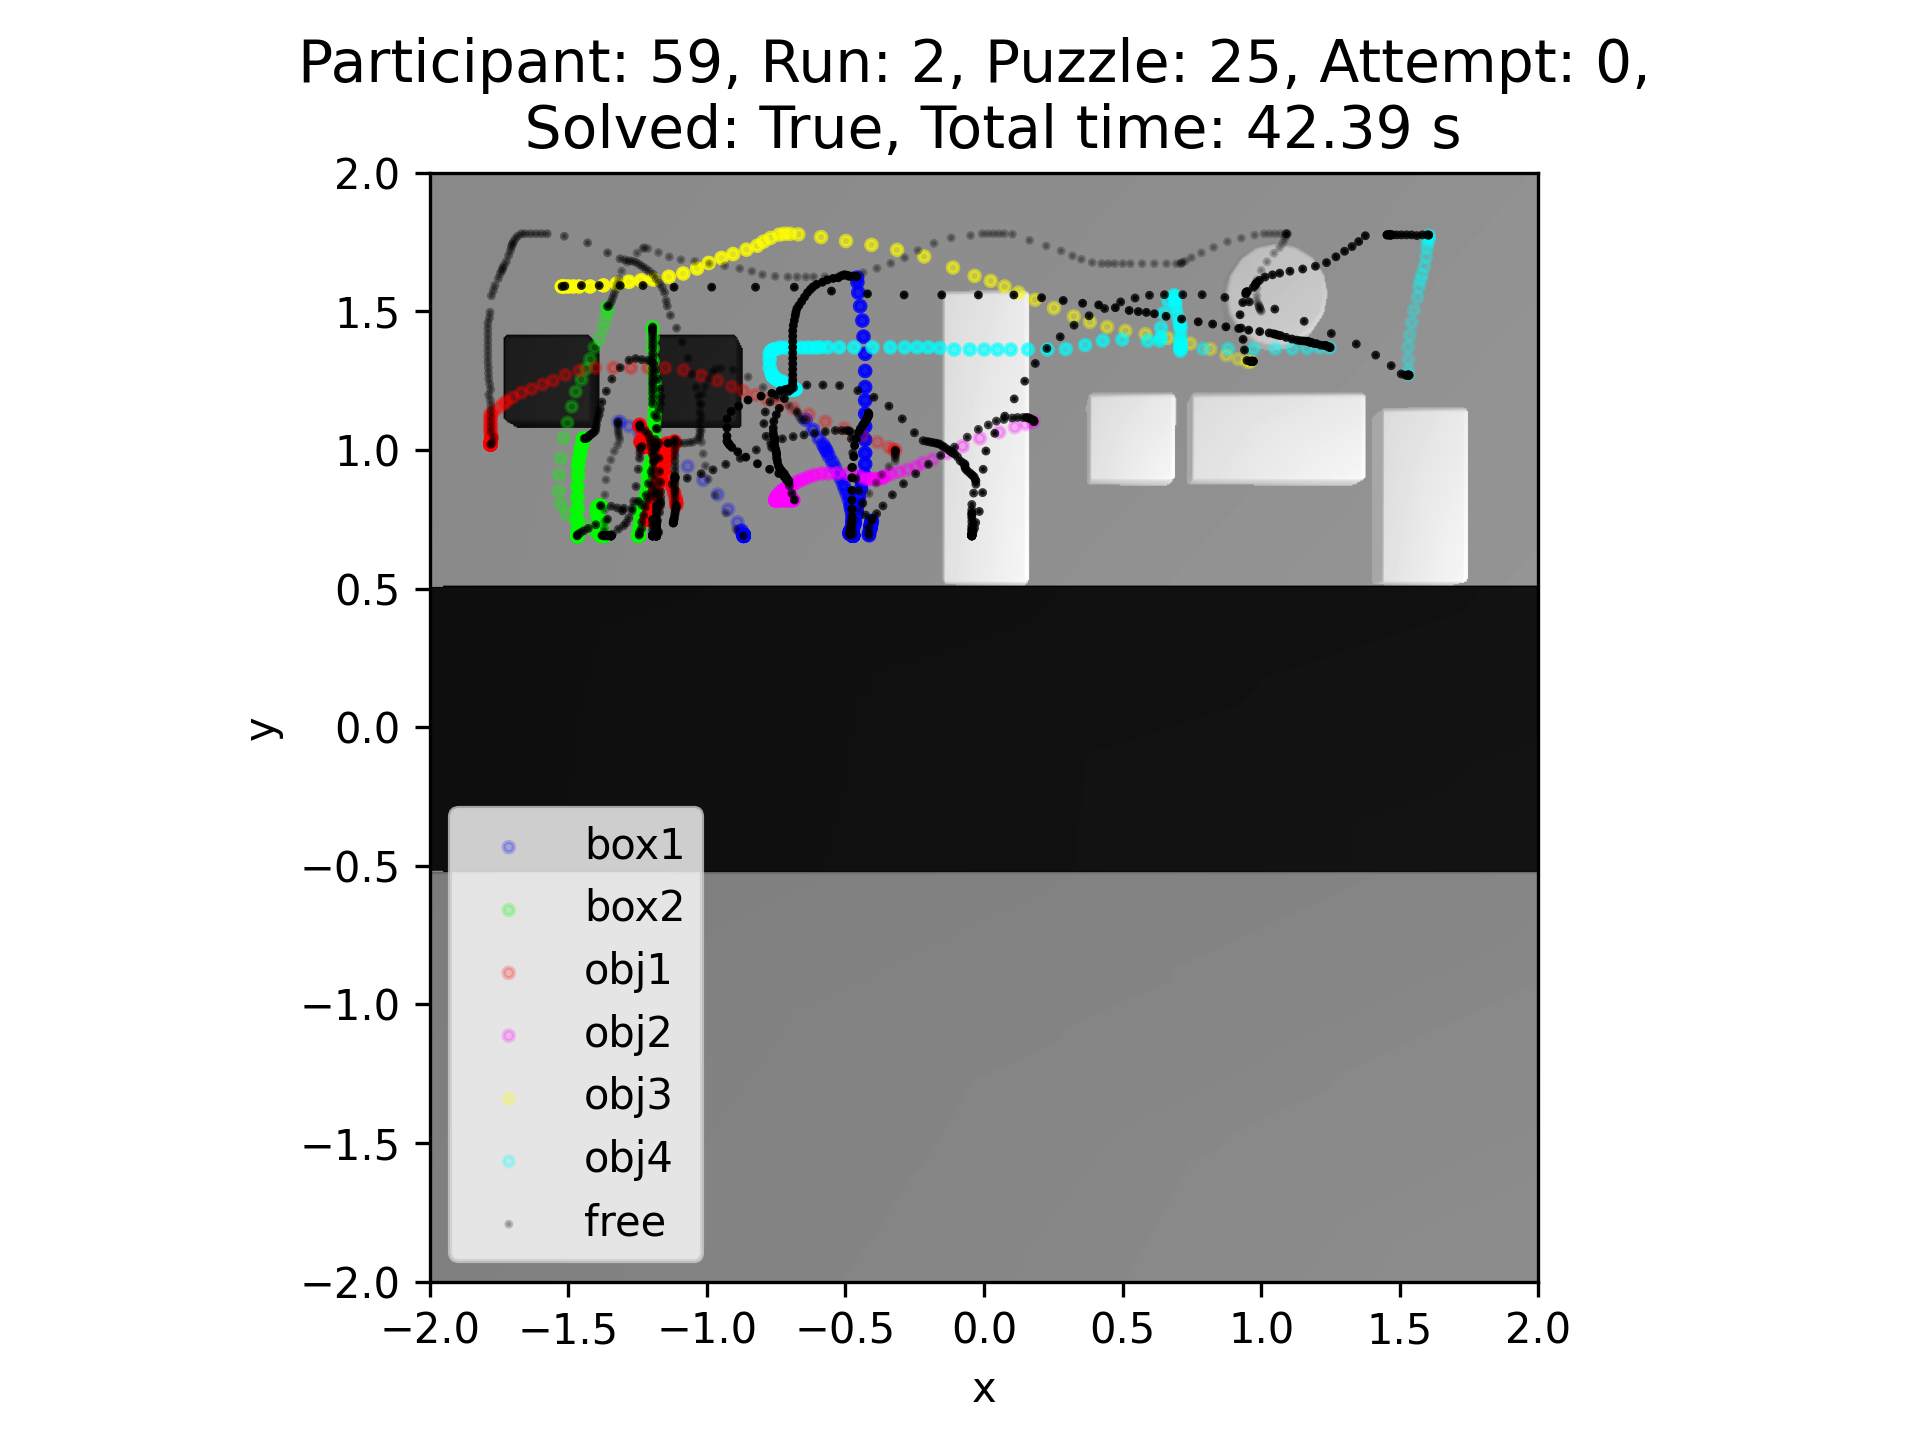 Participant: 59, Run: 2, Puzzle: 25, Attempt: 0,
Solved: True, Total time: 42.39 s
2.0
1.5
1.0
0.5
0.0
−0.5
−1.0
−1.5
−2.0
y
box1
box2
obj1
obj2
obj3
obj4
free
−2.0 −1.5 −1.0 −0.5 0.0 0.5 1.0 1.5 2.0
x